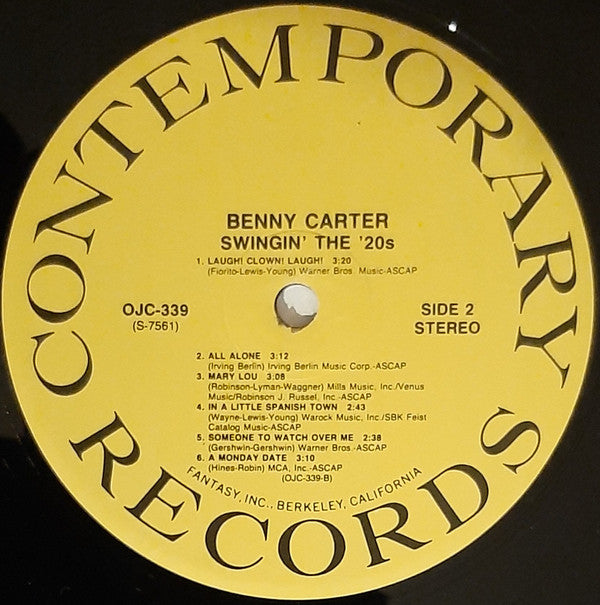 CONTEMPORARY RECORDS
BENNY CARTER
SWINGIN' THE '20s
1. LAUGH! CLOWN! LAUGH! 3:20
(Fiorito-Lewis-Young) Warner Bros. Music-ASCAP
OJC-339
(S-7561)
SIDE 2
STEREO
2. ALL ALONE 3:12
(Irving Berlin) Irving Berlin Music Corp.-ASCAP
3. MARY LOU 3:08
(Robinson-Lyman-Waggner) Mills Music, Inc./Venus
Music/Robinson J. Russel, Inc.-ASCAP
4. IN A LITTLE SPANISH TOWN 2:43
(Wayne-Lewis-Young) Warock Music, Inc./SBK Feist
Catalog Music-ASCAP
5. SOMEONE TO WATCH OVER ME 2:38
(Gershwin-Gershwin) Warner Bros.-ASCAP
6. A MONDAY DATE 3:10
(Hines-Robin) MCA, Inc.-ASCAP
(OJC-339-B)
FANTASY, INC., BERKELEY, CALIFORNIA